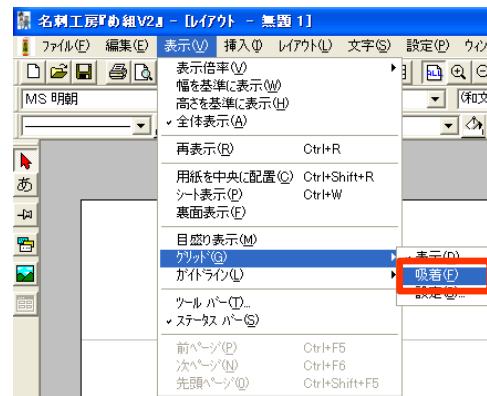 名刺工房『め組V2』 - [レイアウト - 無題 1]
ファイル(F) 編集(E) 表示(V) 挿入(I) レイアウト(L) 文字(S) 設定(P) ウィン
MS 明朝
(和文
表示倍率(V)
幅を基準に表示(W)
高さを基準に表示(H)
全体表示(A)
再表示(R) Ctrl+R
用紙を中央に配置(C) Ctrl+Shift+R
シート表示(P) Ctrl+W
裏面表示(F)
目盛り表示(M)
グリッド(G)
ガイドライン(L)
ツール バー(T)...
ステータス バー(S)
前ページ(P) Ctrl+F5
次ページ(N) Ctrl+F6
先頭ページ(0) Ctrl+Shift+F5
表示(D)
吸着(F)
設定(S)...
あ